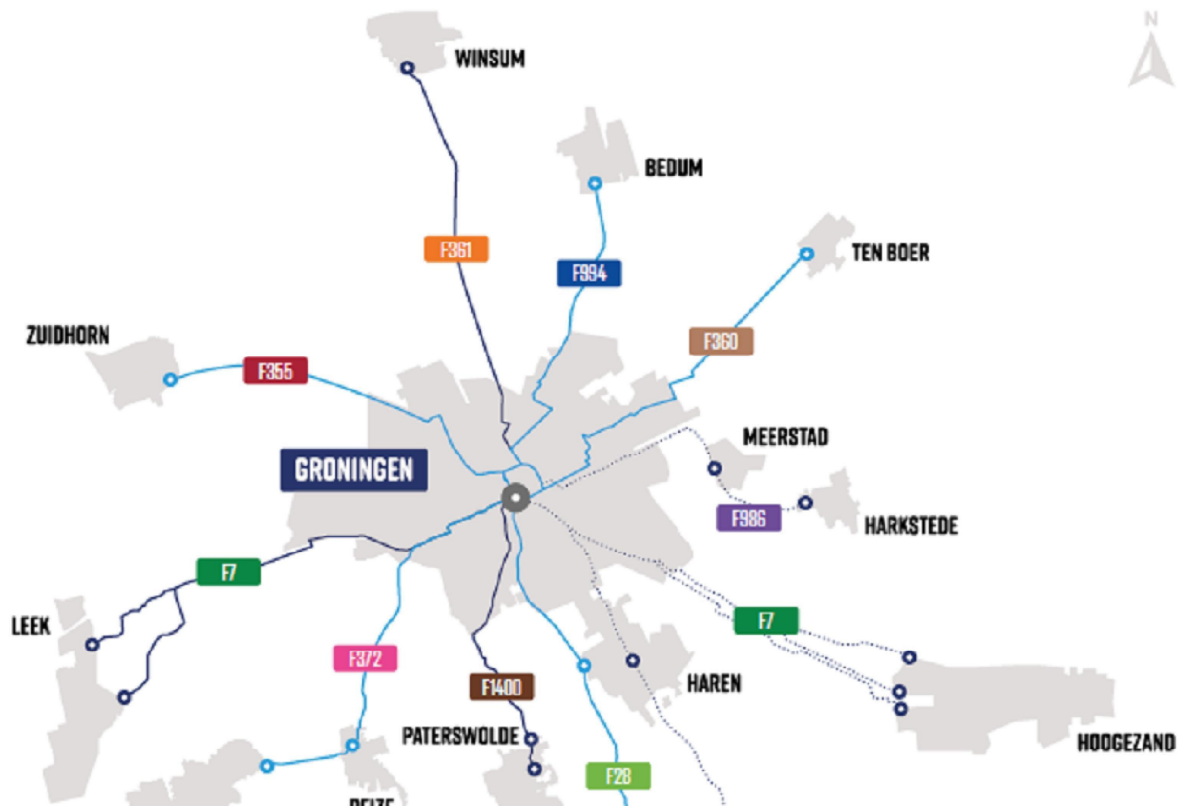 N
WINSUM
BEDUM
F361
TEN BOER
F994
ZUIDHORN
F360
F355
MEERSTAD
GRONINGEN
F986
HARKSTEDE
F7
LEEK
F7
F372
HAREN
F1400
PATERSWOLDE
HOOGEZAND
F28
PEIZE